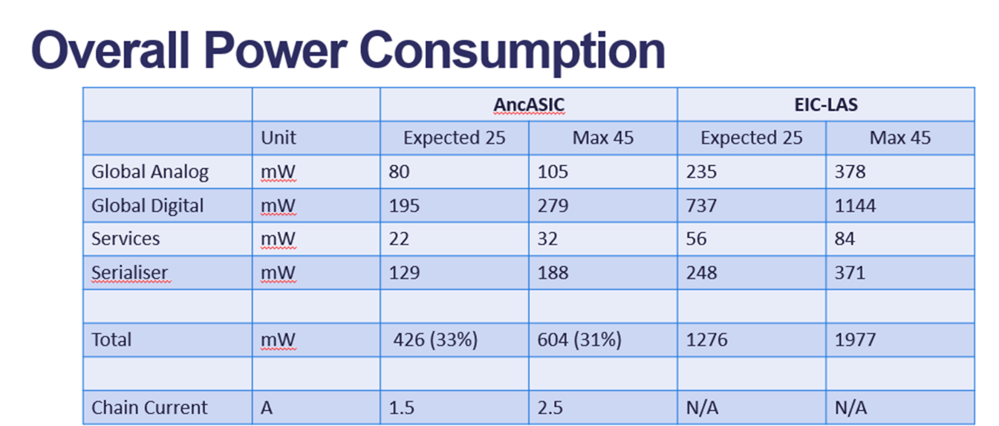 Overall Power Consumption
AncASIC EIC-LAS
Unit Expected 25 Max 45 Expected 25 Max 45
Global Analog mW 80 105 235 378
Global Digital mW 195 279 737 1144
Services mW 22 32 56 84
Serialiser mW 129 188 248 371
Total mW 426 (33%) 604 (31%) 1276 1977
Chain Current A 1.5 2.5 N/A N/A